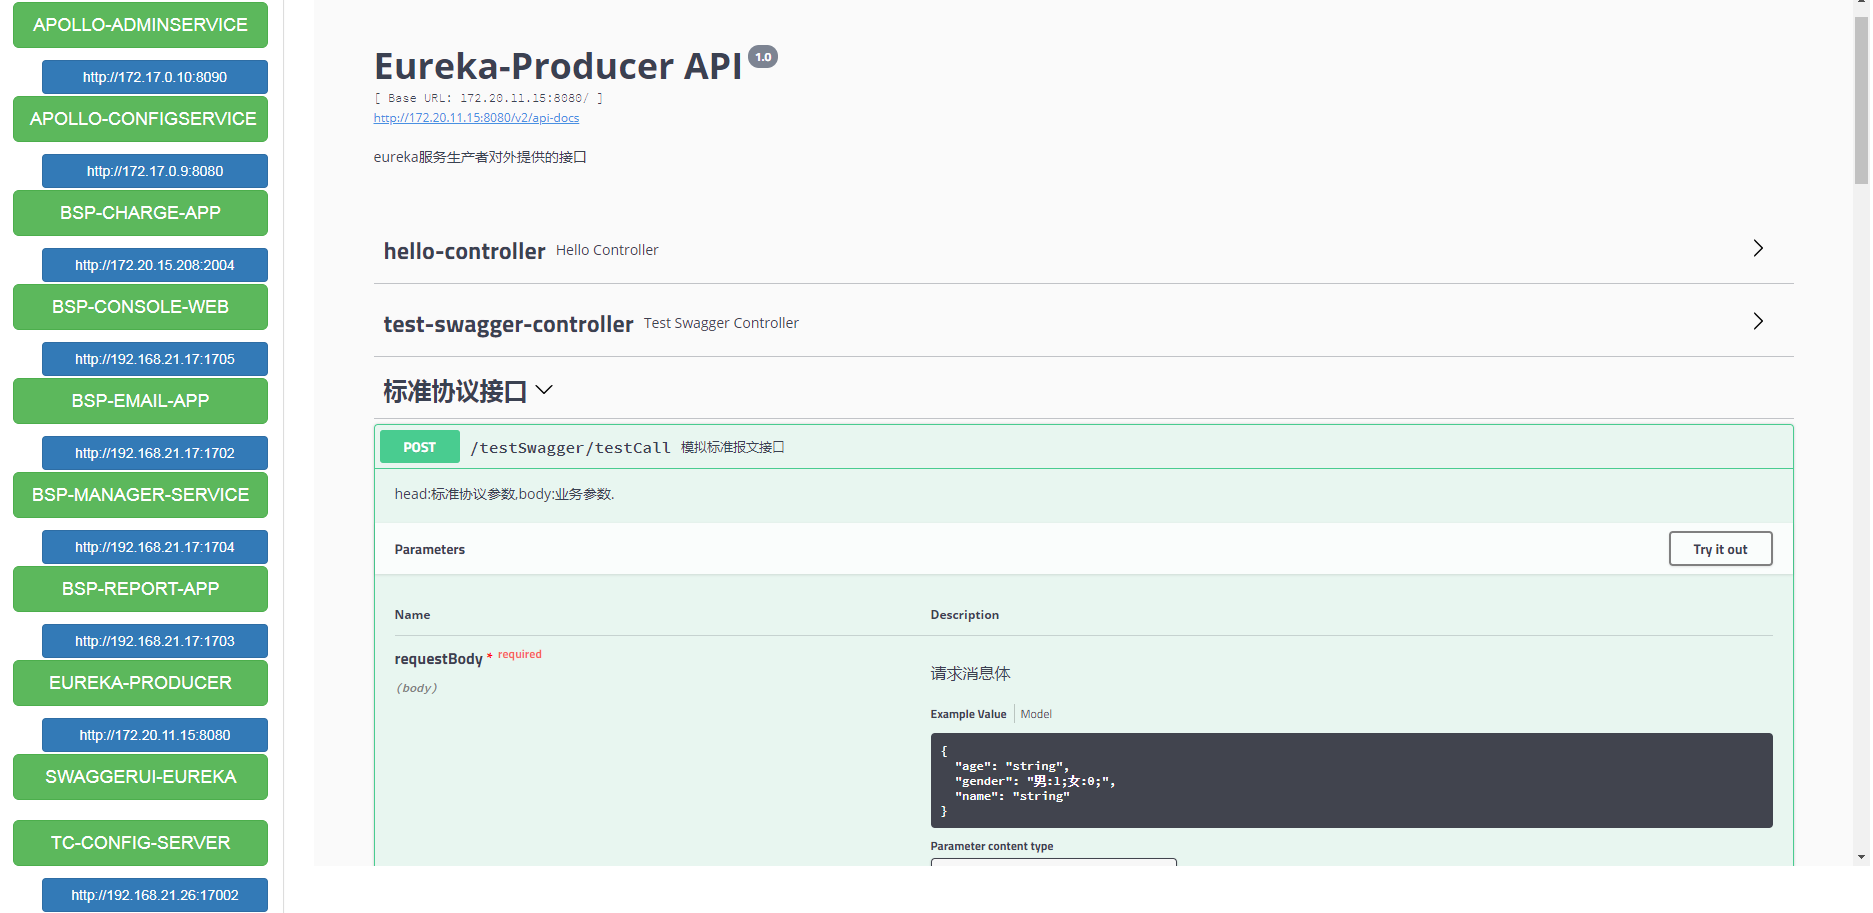 APOLLO-ADMINSERVICE
http://172.17.0.10:8090
APOLLO-CONFIGSERVICE
http://172.17.0.9:8080
BSP-CHARGE-APP
http://172.20.15.208:2004
BSP-CONSOLE-WEB
http://192.168.21.17:1705
BSP-EMAIL-APP
http://192.168.21.17:1702
BSP-MANAGER-SERVICE
http://192.168.21.17:1704
BSP-REPORT-APP
http://192.168.21.17:1703
EUREKA-PRODUCER
http://172.20.11.15:8080
SWAGGERUI-EUREKA
TC-CONFIG-SERVER
http://192.168.21.26:17002
Eureka-Producer API 1.0
[ Base URL: 172.20.11.15:8080/ ]
http://172.20.11.15:8080/v2/api-docs
eureka服务生产者对外提供的接口
hello-controller Hello Controller
test-swagger-controller Test Swagger Controller
标准协议接口
POST /testSwagger/testCall 模拟标准报文接口
head:标准协议参数,body:业务参数.
Parameters Try it out
Name Description
requestBody * required
(body)
请求消息体
Example Value Model
{
"age": "string",
"gender": "男:1;女:0;",
"name": "string"
}
Parameter content type